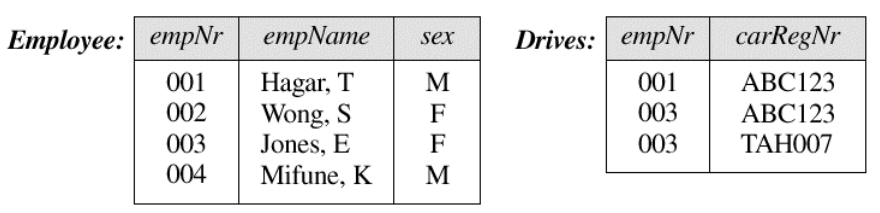 Employee: empNr empName sex
001 Hagar, T M
002 Wong, S F
003 Jones, E F
004 Mifune, K M
Drives: empNr carRegNr
001 ABC123
003 ABC123
003 TAH007